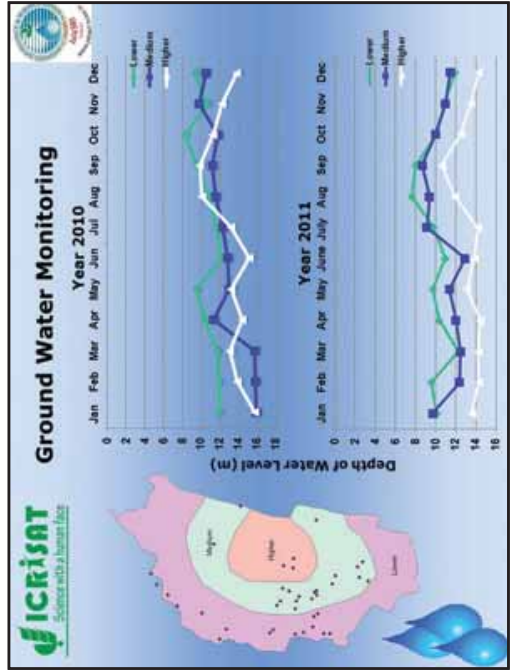 ICRISAT
Science with a human face
Ground Water Monitoring
Year 2010
Jan Feb Mar Apr May Jun Jul Aug Sep Oct Nov Dec
0
2
4
6
8
10
12
14
16
18
Lower
Medium
Higher
Depth of Water Level (m)
Year 2011
Jan Feb Mar Apr May June July Aug Sep Oct Nov Dec
0
2
4
6
8
10
12
14
16
Lower
Medium
Higher
Medium
Higher
Lower